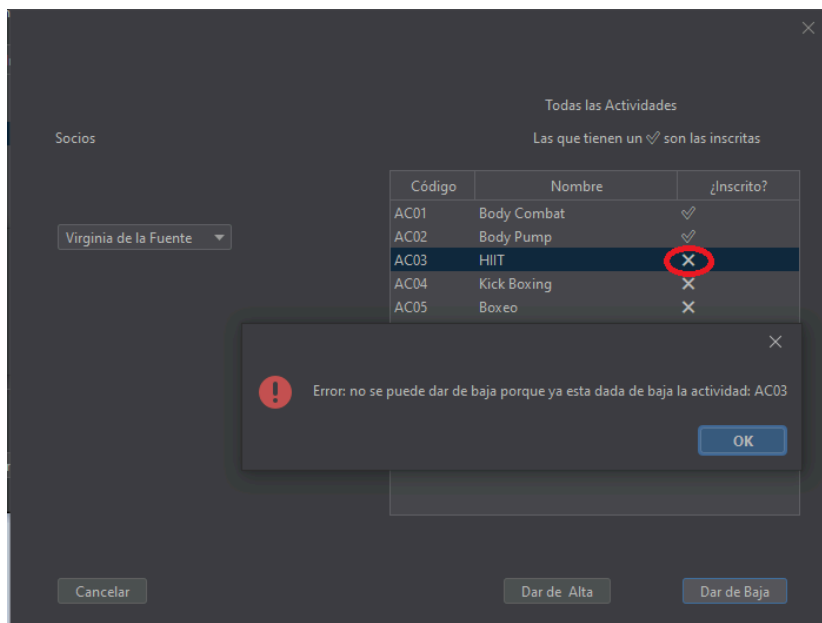 Todas las Actividades
Socios
Las que tienen un ✓ son las inscritas
Código Nombre ¿Inscrito?
AC01 Body Combat ✓
Virginia de la Fuente
AC02 Body Pump ✓
AC03 HIIT ✕
AC04 Kick Boxing ✕
AC05 Boxeo ✕
Error: no se puede dar de baja porque ya esta dada de baja la actividad: AC03
OK
Cancelar Dar de Alta Dar de Baja